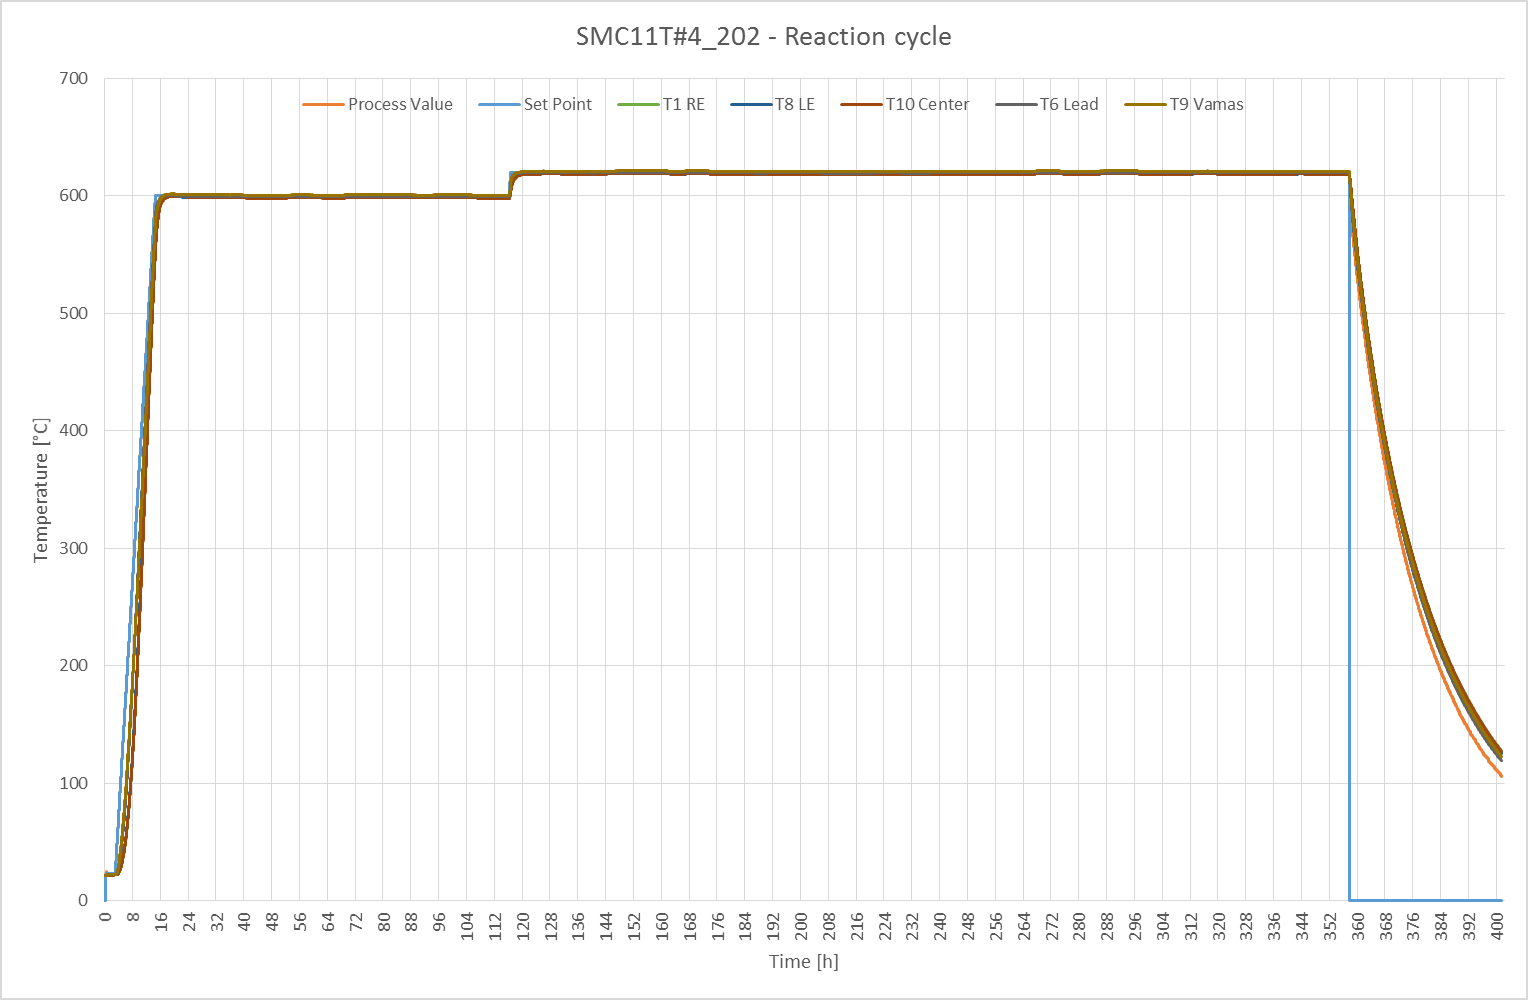 SMC11T#4_202 - Reaction cycle
Process Value Set Point T1 RE T8 LE T10 Center T6 Lead T9 Vamas
700
600
500
400
300
200
100
0
Temperature [°C]
0 8 16 24 32 40 48 56 64 72 80 88 96 104 112 120 128 136 144 152 160 168 176 184 192 200 208 216 224 232 240 248 256 264 272 280 288 296 304 312 320 328 336 344 352 360 368 376 384 392 400
Time [h]